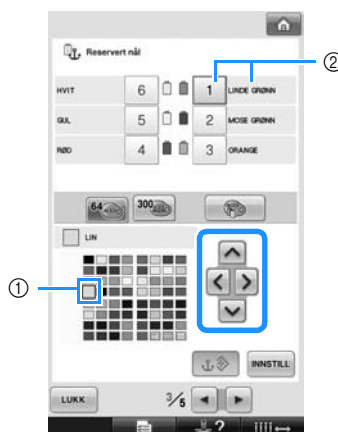 Reservert nål
②
HVIT 6 1 LINDE GRØNN
GUL 5 2 MOSE GRØNN
RØD 4 3 ORANGE
64 300
LIN
①
INNSTILL
LUKK 3/5
?